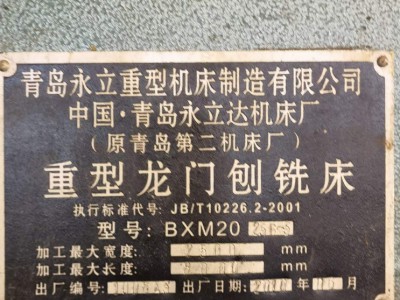 青岛永立重型机床制造有限公司
中国·青岛永立达机床厂
(原青岛第二机床厂)
重型龙门刨铣床
执行标准代号: JB/T10226.2-2001
型号: BXM20
加工最大宽度: mm
加工最大长度: mm
出厂编号: 出厂日期: 年 月